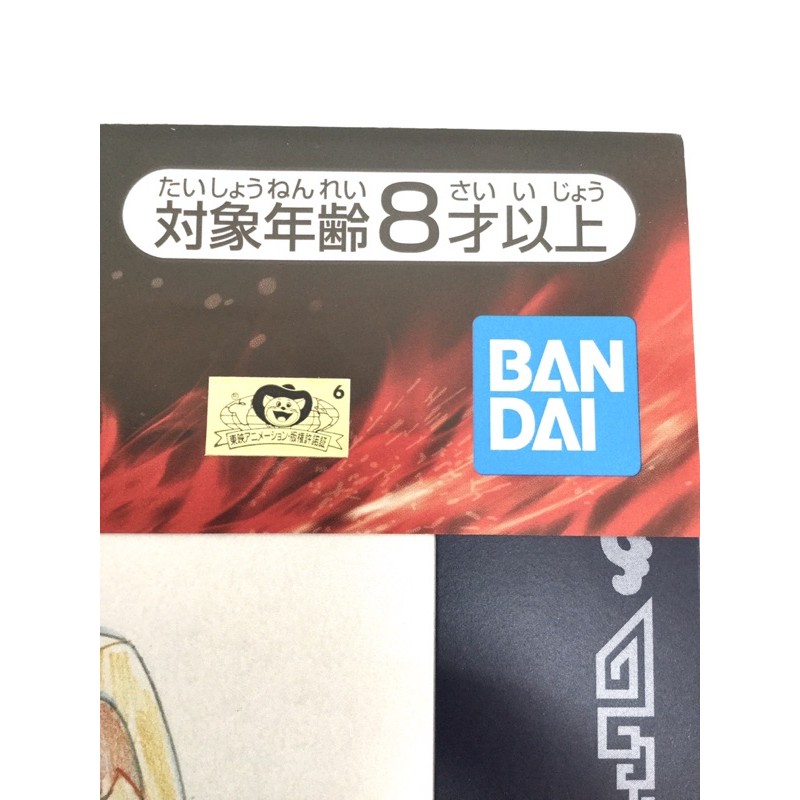 たいしょうねんれい さいいじょう
対象年齢8才以上
BAN
DAI
6
東映アニメーション・版権許諾証